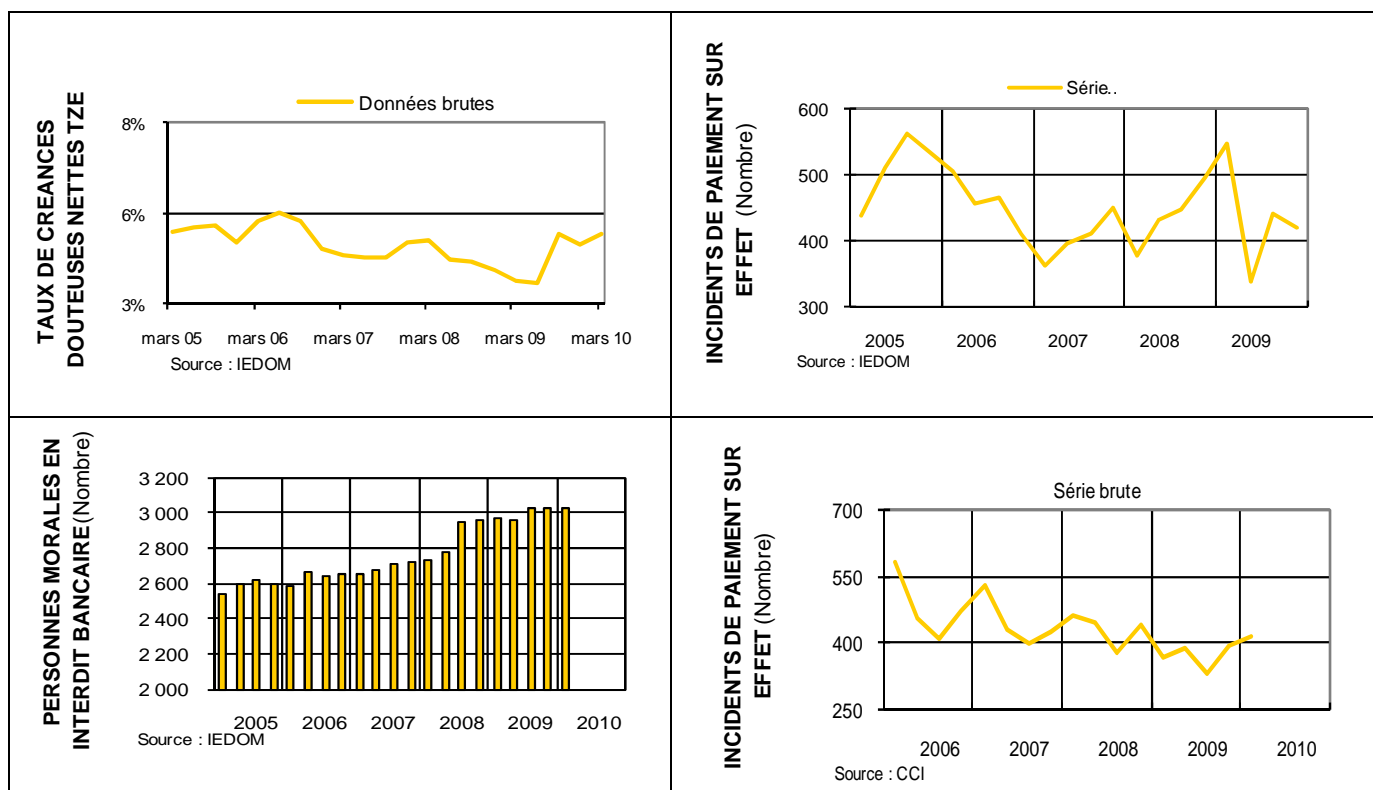 TAUX DE CREANCES
DOUTEUSES NETTES TZE
Données brutes
8%
6%
3%
mars 05 mars 06 mars 07 mars 08 mars 09 mars 10
Source : IEDOM
INCIDENTS DE PAIEMENT SUR
EFFET (Nombre)
Série..
600
500
400
300
2005 2006 2007 2008 2009
Source : IEDOM
PERSONNES MORALES EN
INTERDIT BANCAIRE (Nombre)
3 200
3 000
2 800
2 600
2 400
2 200
2 000
2005 2006 2007 2008 2009 2010
Source : IEDOM
INCIDENTS DE PAIEMENT SUR
EFFET (Nombre)
Série brute
700
550
400
250
2006 2007 2008 2009 2010
Source : CCI